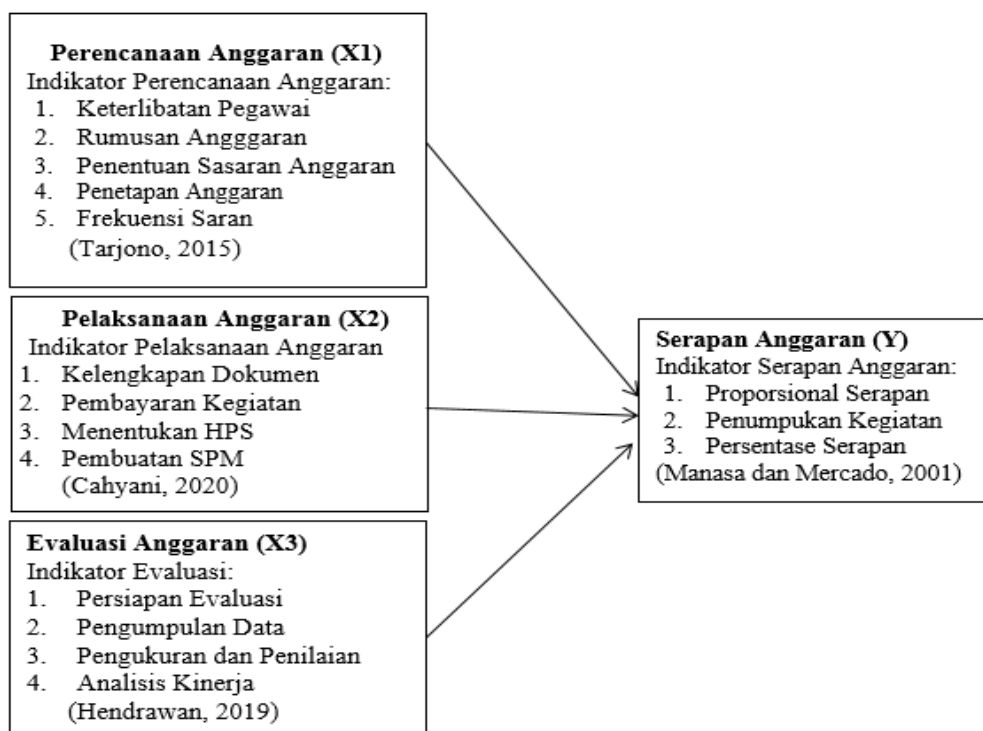 Perencanaan Anggaran (X1)
Indikator Perencanaan Anggaran:
1. Keterlibatan Pegawai
2. Rumusan Angggaran
3. Penentuan Sasaran Anggaran
4. Penetapan Anggaran
5. Frekuensi Saran
(Tarjono, 2015)
Pelaksanaan Anggaran (X2)
Indikator Pelaksanaan Anggaran
1. Kelengkapan Dokumen
2. Pembayaran Kegiatan
3. Menentukan HPS
4. Pembuatan SPM
(Cahyani, 2020)
Evaluasi Anggaran (X3)
Indikator Evaluasi:
1. Persiapan Evaluasi
2. Pengumpulan Data
3. Pengukuran dan Penilaian
4. Analisis Kinerja
(Hendrawan, 2019)
Serapan Anggaran (Y)
Indikator Serapan Anggaran:
1. Proporsional Serapan
2. Penumpukan Kegiatan
3. Persentase Serapan
(Manasa dan Mercado, 2001)